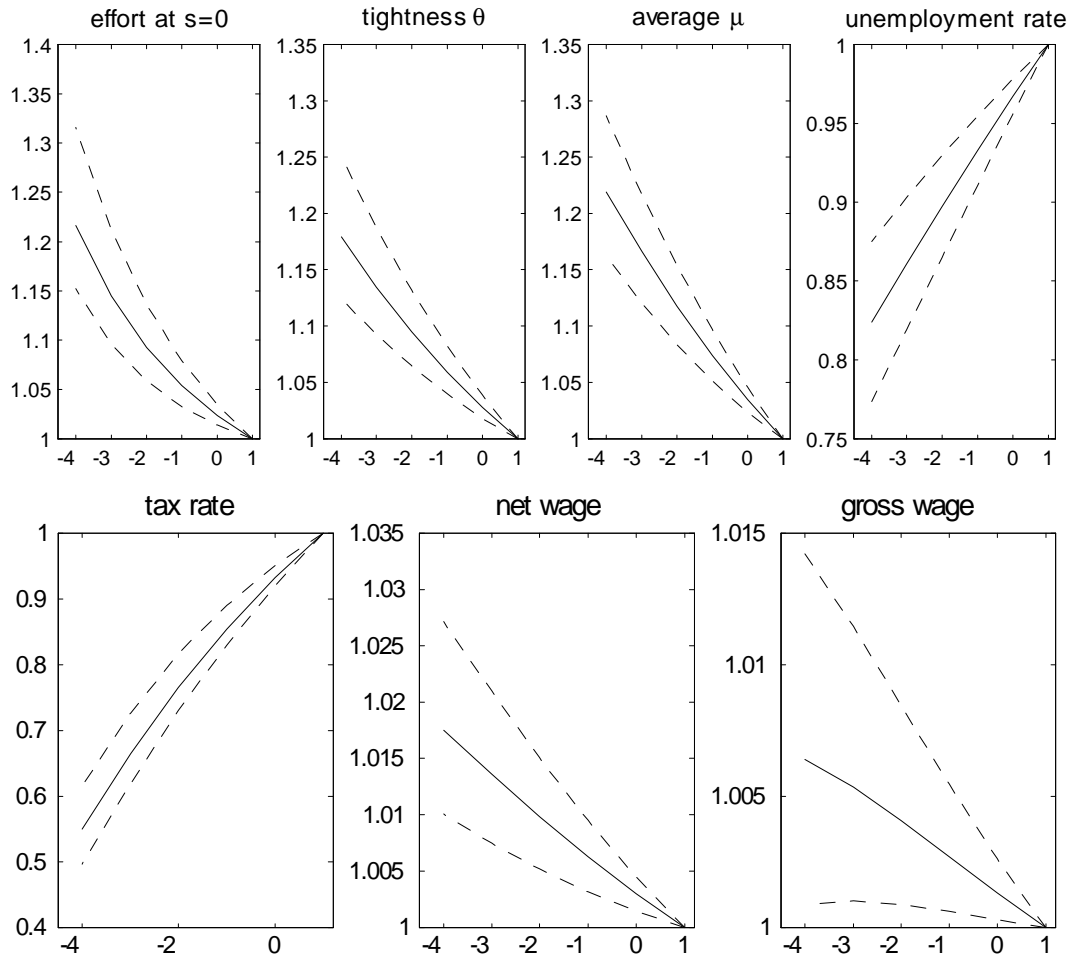 effort at s=0 tightness θ average μ unemployment rate
1.4 1.35 1.35 1
1.35 1.3 1.3 0.95
1.3 1.25 1.25 0.9
1.25 1.2 1.2 0.85
1.2 1.15 1.15 0.8
1.15 1.1 1.1 0.75
1.1 1.05 1.05
1.05 1 1
1
-4 -3 -2 -1 0 1 -4 -3 -2 -1 0 1 -4 -3 -2 -1 0 1 -4 -3 -2 -1 0 1
tax rate net wage gross wage
1 1.035 1.015
0.9 1.03 1.01
0.8 1.025 1.005
0.7 1.02 1
0.6 1.015
0.5 1.01
0.4 1.005
1
-4 -2 0 -4 -3 -2 -1 0 1 -4 -3 -2 -1 0 1